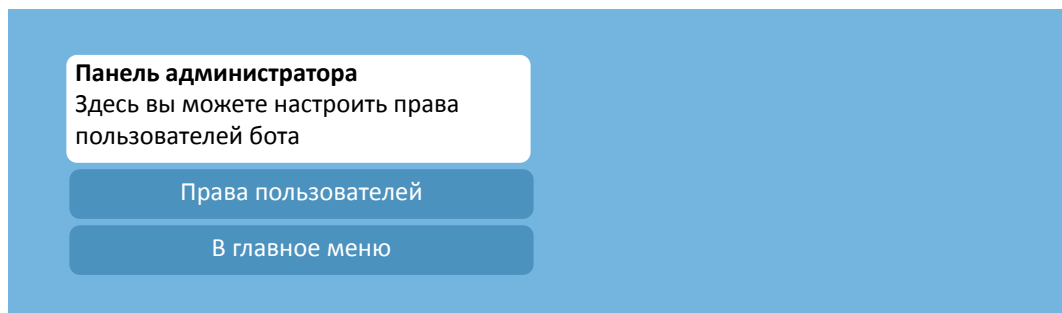 Панель администратора
Здесь вы можете настроить права
пользователей бота
Права пользователей
В главное меню